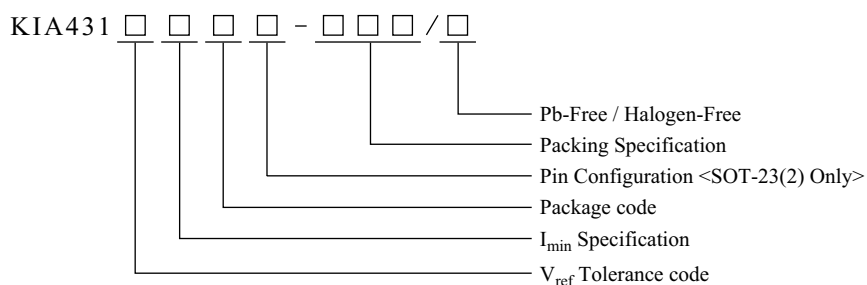 KIA431 □ □ □ □ - □ □ □ / □
Pb-Free / Halogen-Free
Packing Specification
Pin Configuration <SOT-23(2) Only>
Package code
Imin Specification
Vref Tolerance code